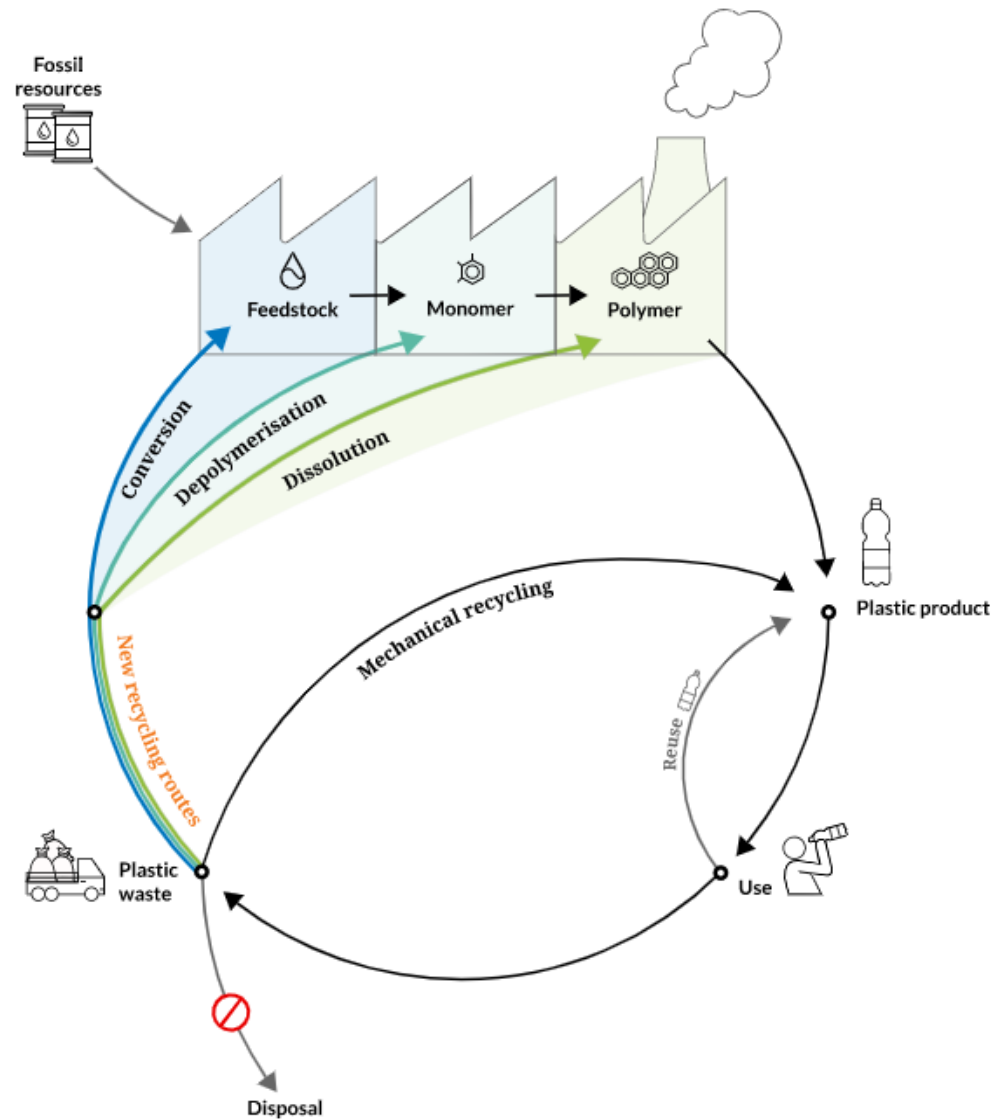 Fossil
resources
Feedstock
Monomer
Polymer
Conversion
Depolymerisation
Dissolution
Plastic product
Mechanical recycling
New recycling routes
Reuse
Plastic
waste
Use
Disposal